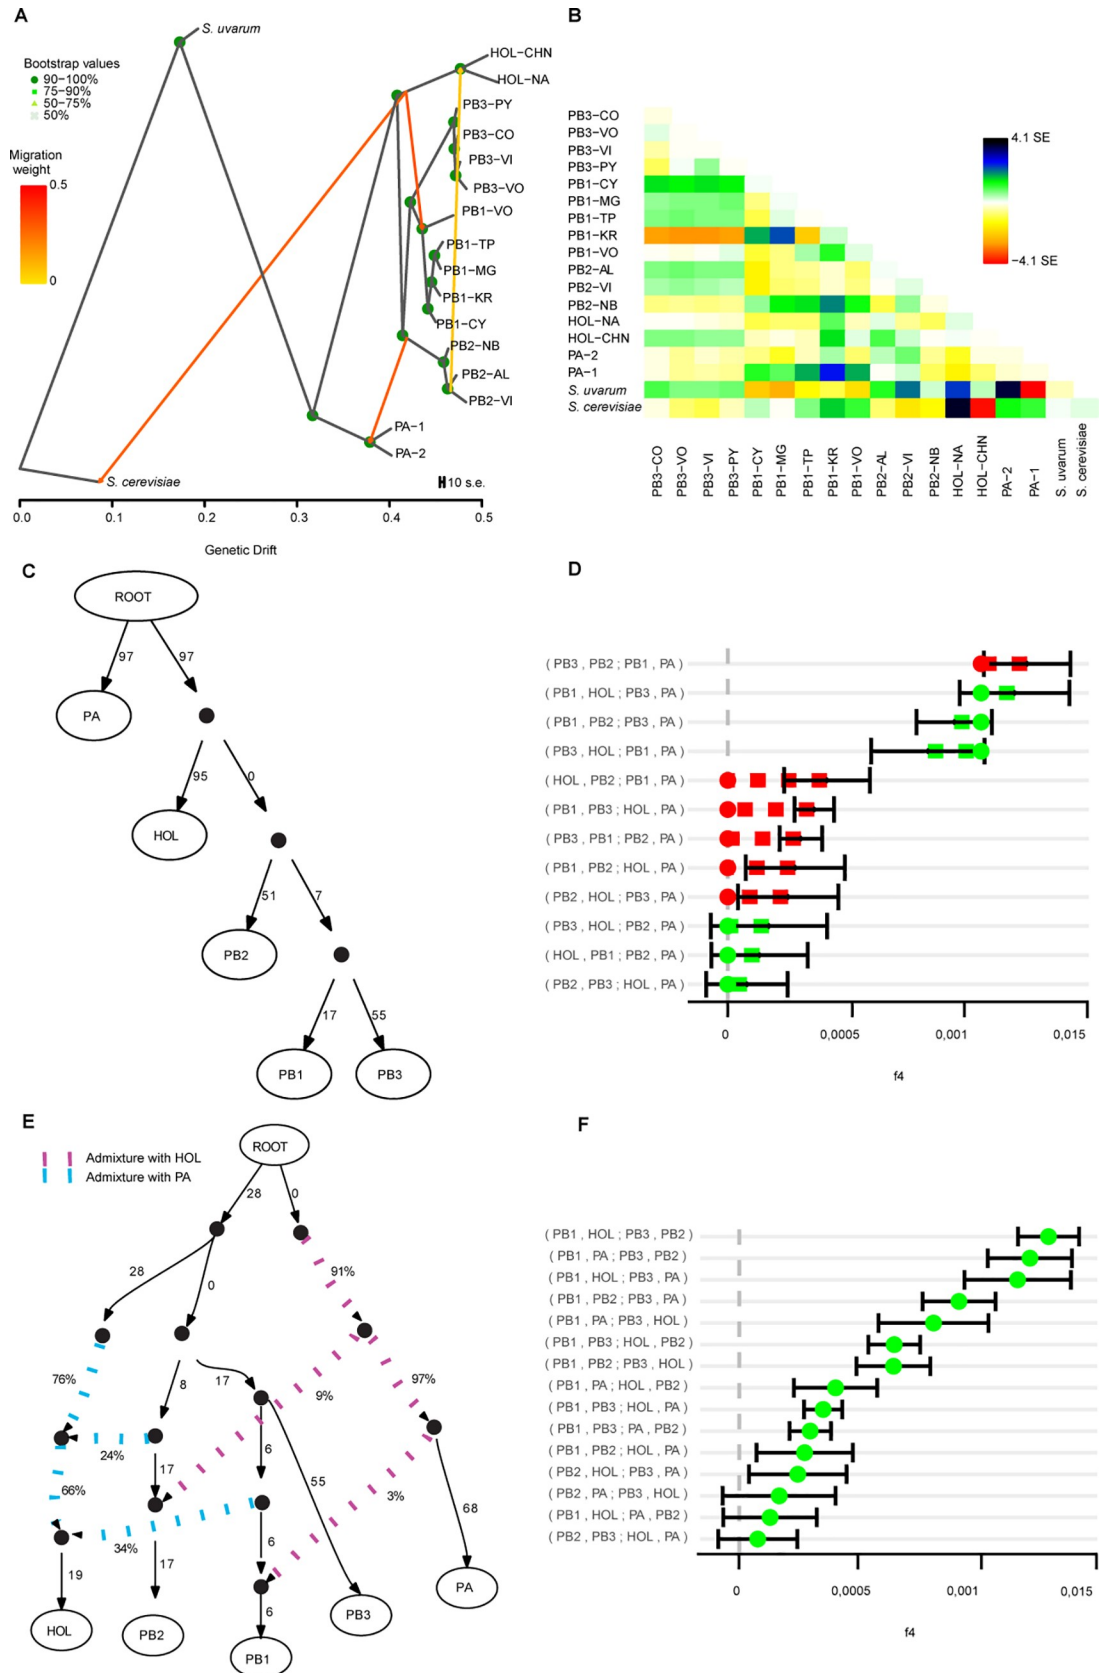 A
S. uvarum
Bootstrap values
90−100%
75−90%
50−75%
50%
Migration
weight
0.5
0
HOL−CHN
HOL−NA
PB3−PY
PB3−CO
PB3−VI
PB3−VO
PB1−VO
PB1−TP
PB1−MG
PB1−KR
PB1−CY
PB2−NB
PB2−AL
PB2−VI
PA−1
PA−2
S. cerevisiae
10 s.e.
0.0 0.1 0.2 0.3 0.4 0.5
Genetic Drift
B
PB3−CO
PB3−VO
PB3−VI
PB3−PY
PB1−CY
PB1−MG
PB1−TP
PB1−KR
PB1−VO
PB2−AL
PB2−VI
PB2−NB
HOL−NA
HOL−CHN
PA−2
PA−1
S. uvarum
S. cerevisiae
4.1 SE
−4.1 SE
PB3−CO
PB3−VO
PB3−VI
PB3−PY
PB1−CY
PB1−MG
PB1−TP
PB1−KR
PB1−VO
PB2−AL
PB2−VI
PB2−NB
HOL−NA
HOL−CHN
PA−2
PA−1
S. uvarum
S. cerevisiae
C
ROOT
97 97
PA
95 0
HOL
51 7
PB2
17 55
PB1 PB3
D
( PB3 , PB2 ; PB1 , PA )
( PB1 , HOL ; PB3 , PA )
( PB1 , PB2 ; PB3 , PA )
( PB3 , HOL ; PB1 , PA )
( HOL , PB2 ; PB1 , PA )
( PB1 , PB3 ; HOL , PA )
( PB3 , PB1 ; PB2 , PA )
( PB1 , PB2 ; HOL , PA )
( PB2 , HOL ; PB3 , PA )
( PB3 , HOL ; PB2 , PA )
( HOL , PB1 ; PB2 , PA )
( PB2 , PB3 ; HOL , PA )
0 0,0005 0,001 0,015
f4
E
Admixture with HOL
Admixture with PA
ROOT
28 0
28 0 91%
76% 8 17 9% 97%
24% 17 6 55
66% 3% 68
34% 17 6
19 6
HOL PB2 PB1 PB3 PA
F
( PB1 , HOL ; PB3 , PB2 )
( PB1 , PA ; PB3 , PB2 )
( PB1 , HOL ; PB3 , PA )
( PB1 , PB2 ; PB3 , PA )
( PB1 , PA ; PB3 , HOL )
( PB1 , PB3 ; HOL , PB2 )
( PB1 , PB2 ; PB3 , HOL )
( PB1 , PA ; HOL , PB2 )
( PB1 , PB3 ; HOL , PA )
( PB1 , PB3 ; PA , PB2 )
( PB1 , PB2 ; HOL , PA )
( PB2 , HOL ; PB3 , PA )
( PB2 , PA ; PB3 , HOL )
( PB1 , HOL ; PA , PB2 )
( PB2 , PB3 ; HOL , PA )
0 0,0005 0,001 0,015
f4